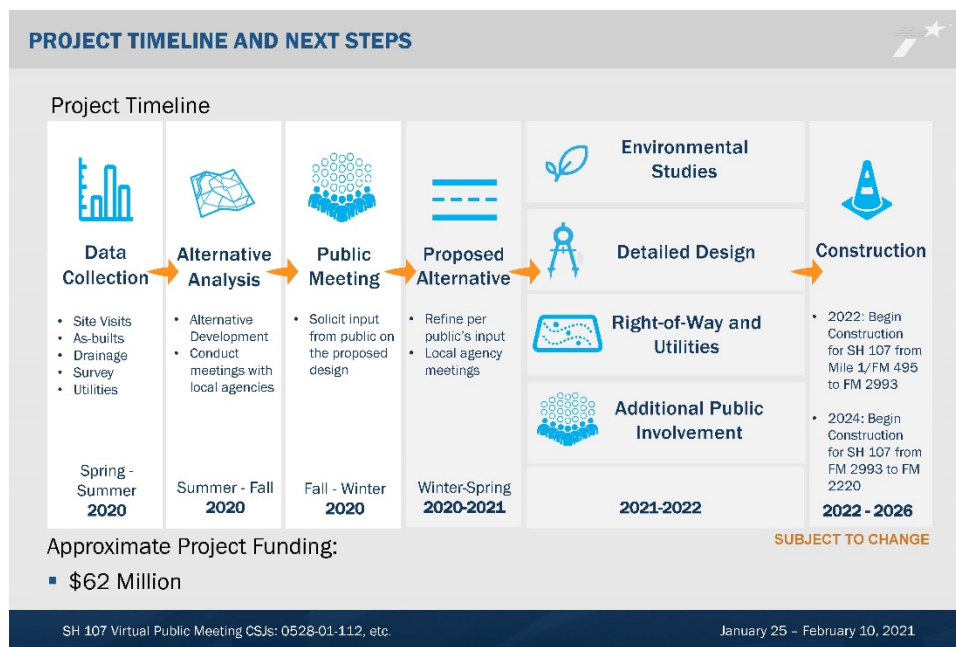 PROJECT TIMELINE AND NEXT STEPS
Project Timeline
Data
Collection
• Site Visits
• As-builts
• Drainage
• Survey
• Utilities
Spring -
Summer
2020
Alternative
Analysis
• Alternative
Development
• Conduct
meetings with
local agencies
Summer - Fall
2020
Public
Meeting
• Solicit input
from public on
the proposed
design
Fall - Winter
2020
Proposed
Alternative
• Refine per
public's input
• Local agency
meetings
Winter-Spring
2020-2021
Environmental
Studies
Detailed Design
Right-of-Way and
Utilities
Additional Public
Involvement
2021-2022
Construction
• 2022: Begin
Construction
for SH 107 from
Mile 1/FM 495
to FM 2993
• 2024: Begin
Construction
for SH 107 from
FM 2993 to FM
2220
2022 - 2026
SUBJECT TO CHANGE
Approximate Project Funding:
▪ $62 Million
SH 107 Virtual Public Meeting CSJs: 0528-01-112, etc.
January 25 – February 10, 2021